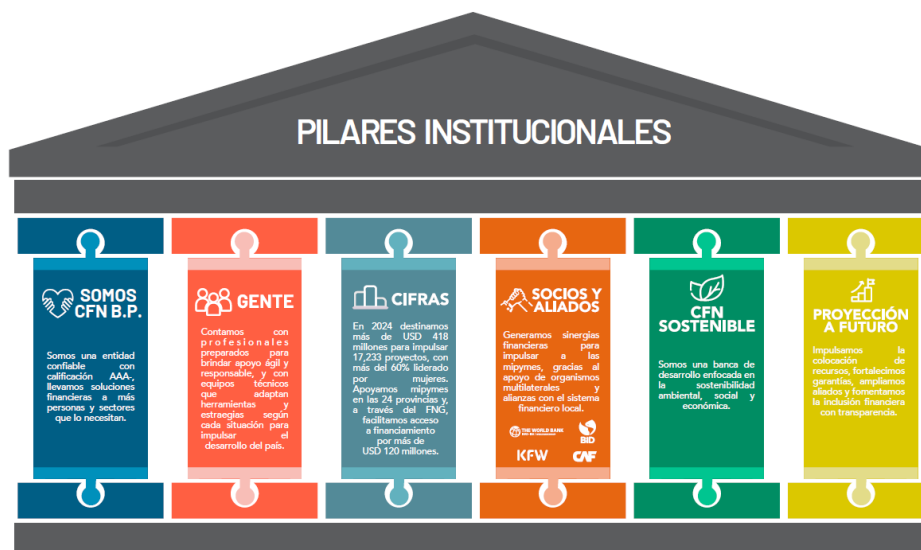 PILARES INSTITUCIONALES
SOMOS
CFN B.P.
Somos una entidad
confiable con
calificación AAA-,
llevamos soluciones
financieras a más
personas y sectores
que lo necesitan.
GENTE
Contamos con
profesionales
preparados para
brindar apoyo ágil y
responsable, y con
equipos técnicos
que adaptan
herramientas y
estraegias según
cada situación para
impulsar el
desarrollo del país.
CIFRAS
En 2024 destinamos
más de USD 418
millones para impulsar
17,233 proyectos, con
más del 60% liderado
por mujeres.
Apoyamos mipymes
en las 24 provincias y,
a través del FNG,
facilitamos acceso
a financiamiento
por más de
USD 120 millones.
SOCIOS Y
ALIADOS
Generamos sinergias
financieras para
impulsar a las
mipymes, gracias al
apoyo de organismos
multilaterales y
alianzas con el sistema
financiero local.
THE WORLD BANK
BID
KFW
CAF
CFN
SOSTENIBLE
Somos una banca de
desarrollo enfocada en
la sostenibilidad
ambiental, social y
económica.
PROYECCIÓN
A FUTURO
Impulsamos la
colocación de
recursos, fortalecimos
garantías, ampliamos
aliados y fomentamos
la inclusión financiera
con transparencia.